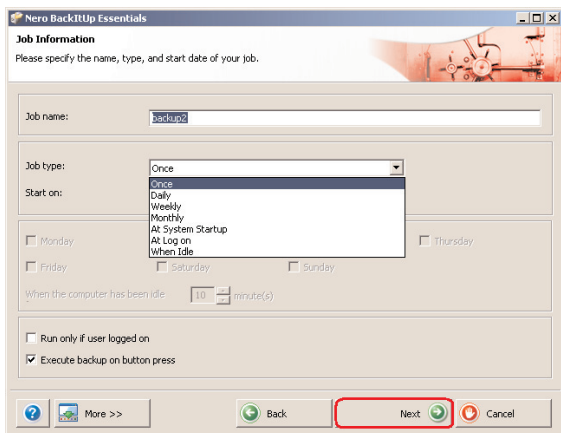 Nero BackItUp Essentials
Job Information
Please specify the name, type, and start date of your job.
Job name:
backup2
Job type:
Once
Start on:
Once
Daily
Weekly
Monthly
At System Startup
At Log on
When Idle
Monday
Thursday
Friday
Saturday
Sunday
When the computer has been idle
10
minute(s)
Run only if user logged on
Execute backup on button press
?
More >>
Back
Next
Cancel